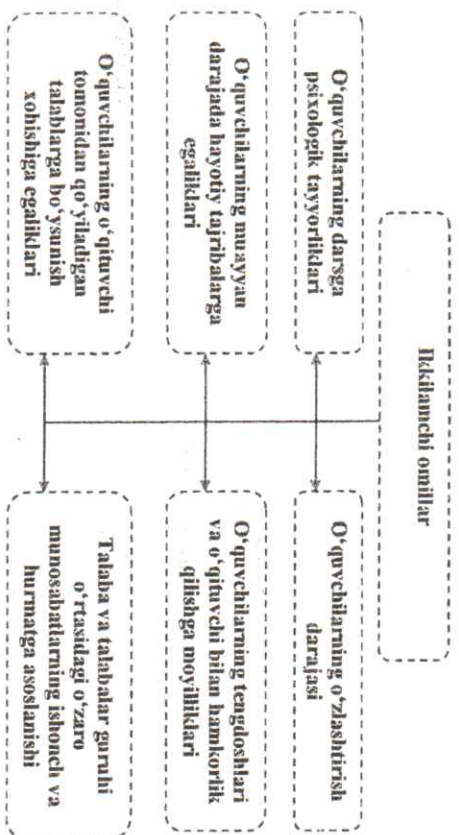 Ikkilamchi omillar
O‘quvchilarning darsga
psixologik tayyorliklari
O‘quvchilarning o‘zlashtirish
darajasi
O‘quvchilarning muayyan
darajada hayotiy tajribalarga
egaliklari
O‘quvchilarning tengdoshlari
va o‘qituvchi bilan hamkorlik
qilishga moyilliklari
O‘quvchilarning o‘qituvchi
tomonidan qo‘yiladigan
talablarga bo‘ysunish
xohishiga egaliklari
Talaba va talabalar guruhi
o‘rtasidagi o‘zaro
munosabatlarning ishonch va
hurmatga asoslanishi